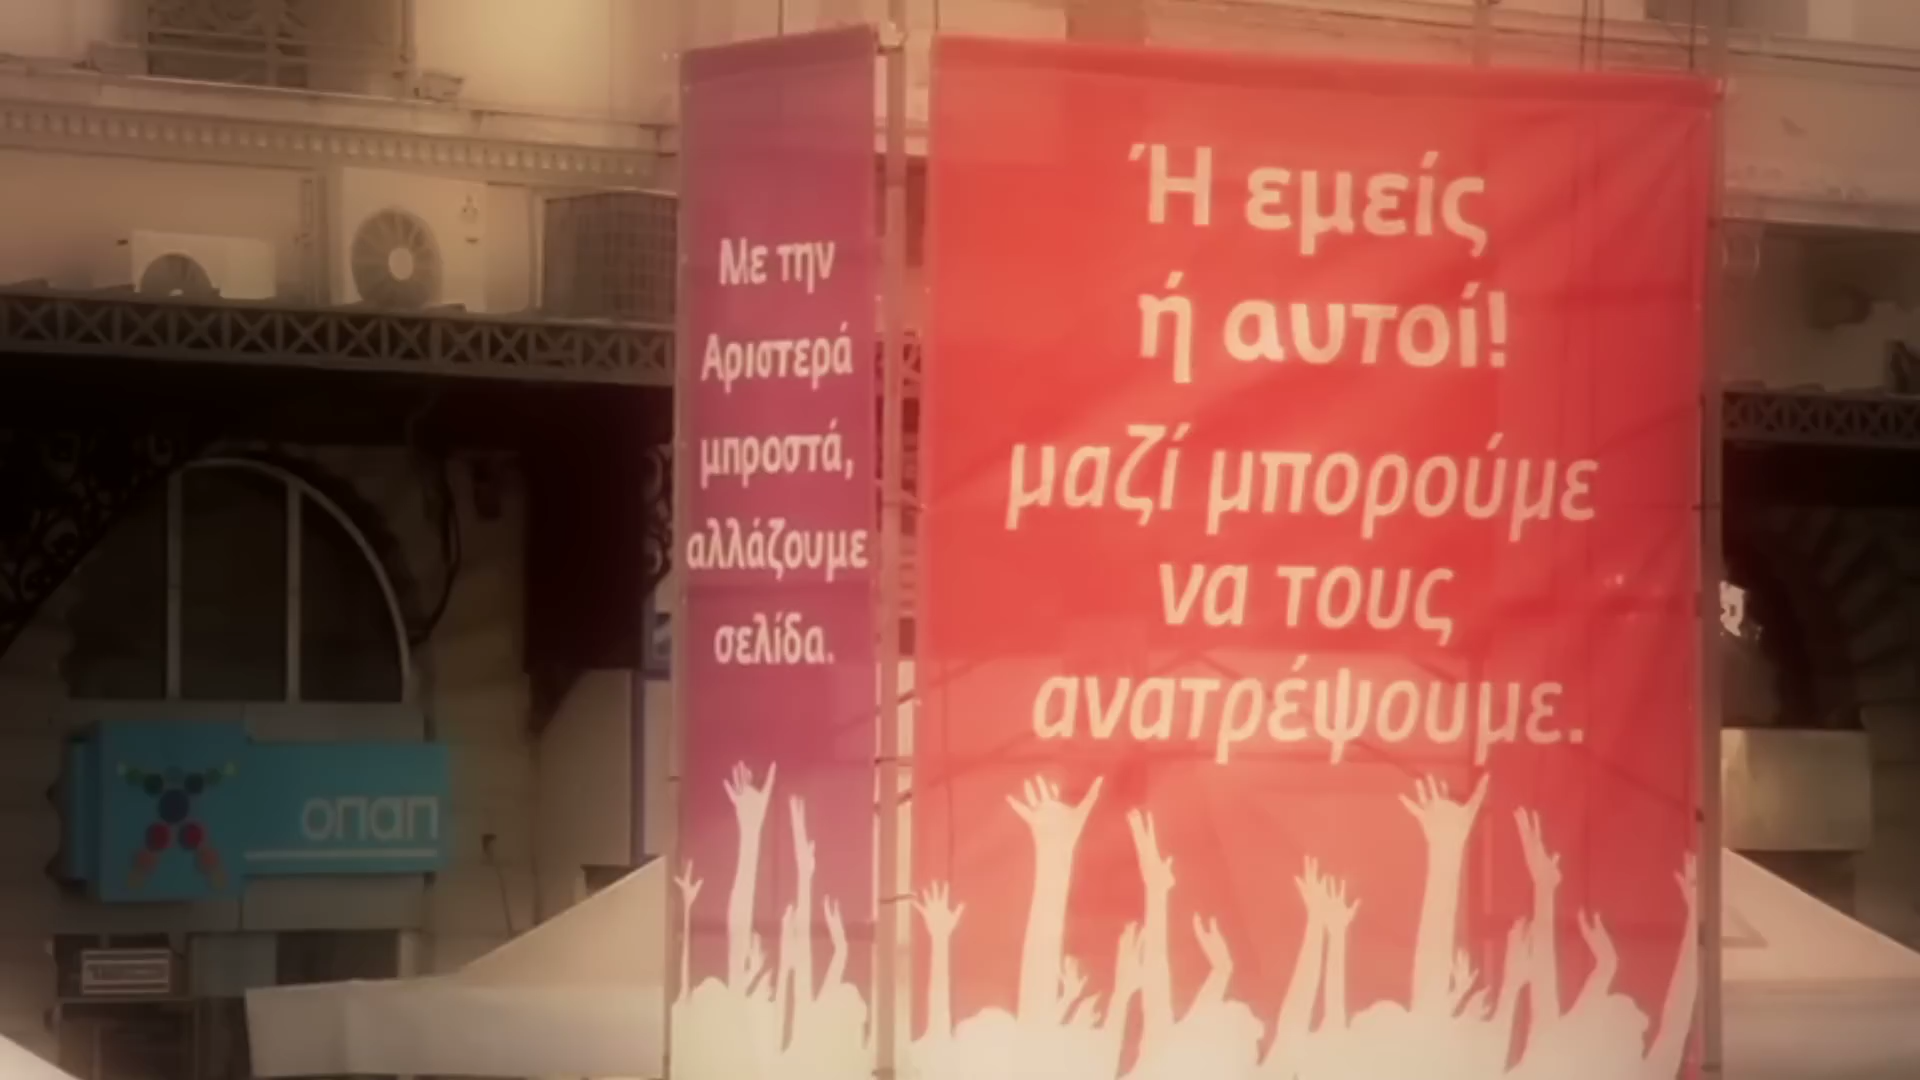 Με την
Αριστερά
μπροστά,
αλλάζουμε
σελίδα.
Ή εμείς
ή αυτοί!
μαζί μπορούμε
να τους
ανατρέψουμε.
οπαπ